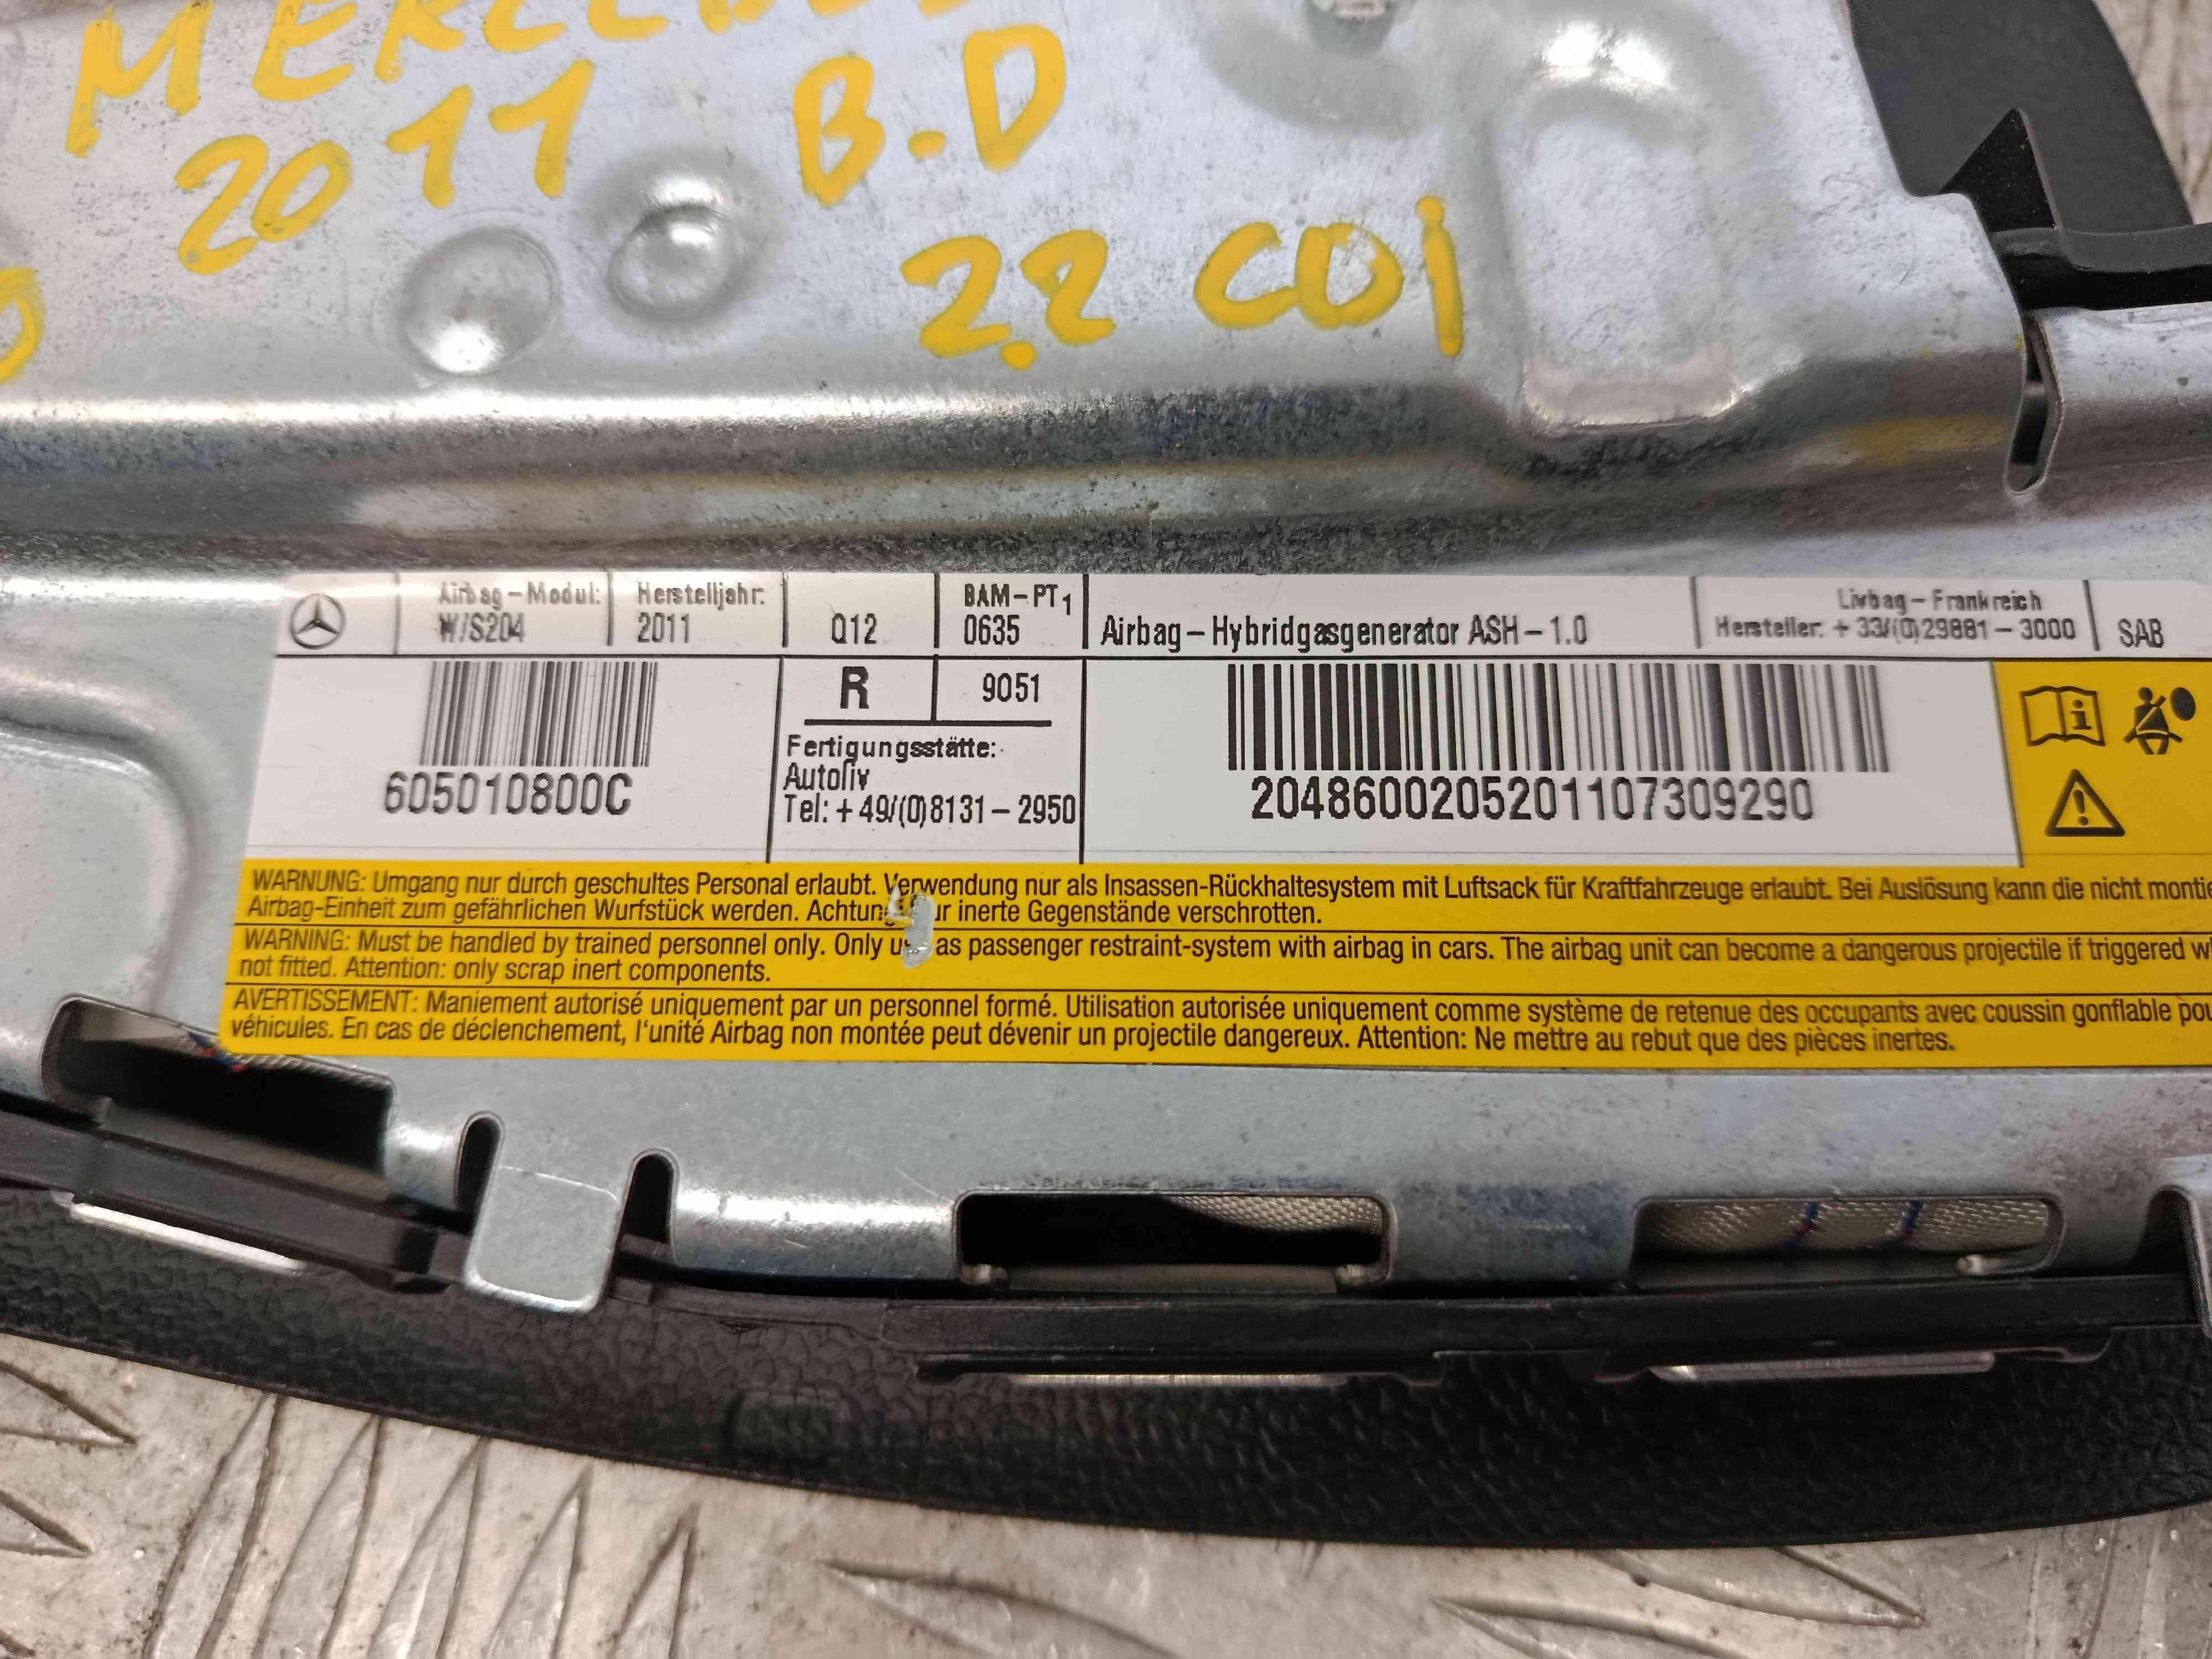 2011 B.D
2.2 CDi
Airbag-Modul: Herstelljahr: BAM-PT1 Livbag-Frankreich
W/S204 2011 Q12 0635 Airbag-Hybridgasgenerator ASH-1.0 Hersteller: +33/(0)29881-3000 SAB
R 9051
Fertigungsstätte:
Autoliv
605010800C Tel: +49/(0)8131-2950 2048600205201107309290
WARNUNG: Umgang nur durch geschultes Personal erlaubt. Verwendung nur als Insassen-Rückhaltesystem mit Luftsack für Kraftfahrzeuge erlaubt. Bei Auslösung kann die nicht
Airbag-Einheit zum gefährlichen Wurfstück werden. inerte Gegenstände verschrotten.
WARNING: Must be handled by trained personnel only. Only as passenger restraint-system with airbag in cars. The airbag unit can become a dangerous projectile if triggered
not fitted. Attention: only scrap inert components.
AVERTISSEMENT: Maniement autorisé uniquement par un personnel formé. Utilisation autorisée uniquement comme système de retenue des occupants avec coussin gonflable
véhicules. En cas de déclenchement, l'unité Airbag non montée peut dévenir un projectile dangereux. Attention: Ne mettre au rebut que des pièces inertes.